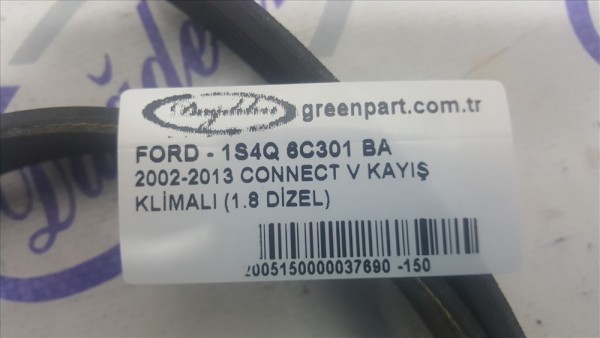 greenpart.com.tr
FORD - 1S4Q 6C301 BA
2002-2013 CONNECT V KAYIŞ
KLİMALI (1.8 DİZEL)
2005150000037690 -150